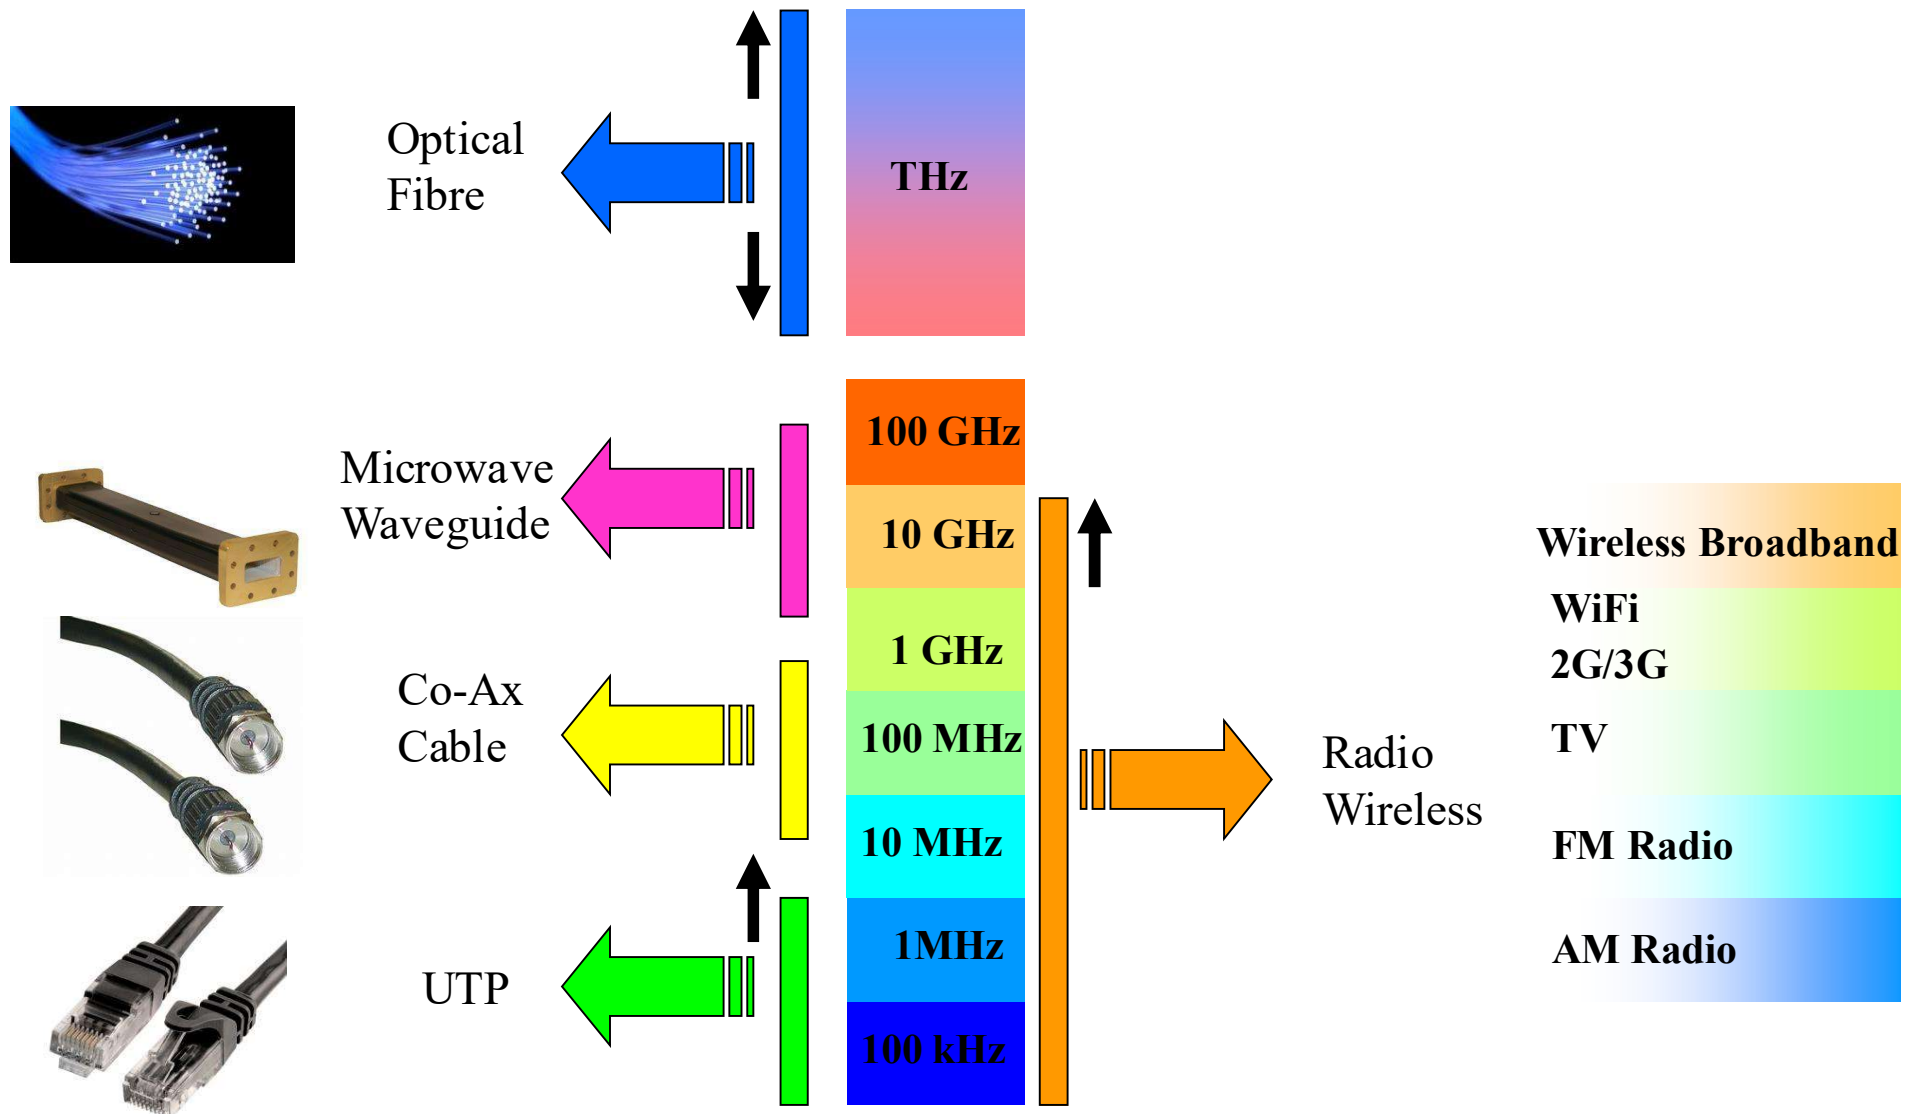 Optical
Fibre
THz
100 GHz
Microwave
Waveguide
10 GHz
Wireless Broadband
WiFi
1 GHz
2G/3G
Co-Ax
Cable
100 MHz
TV
Radio
Wireless
10 MHz
FM Radio
1MHz
AM Radio
UTP
100 kHz